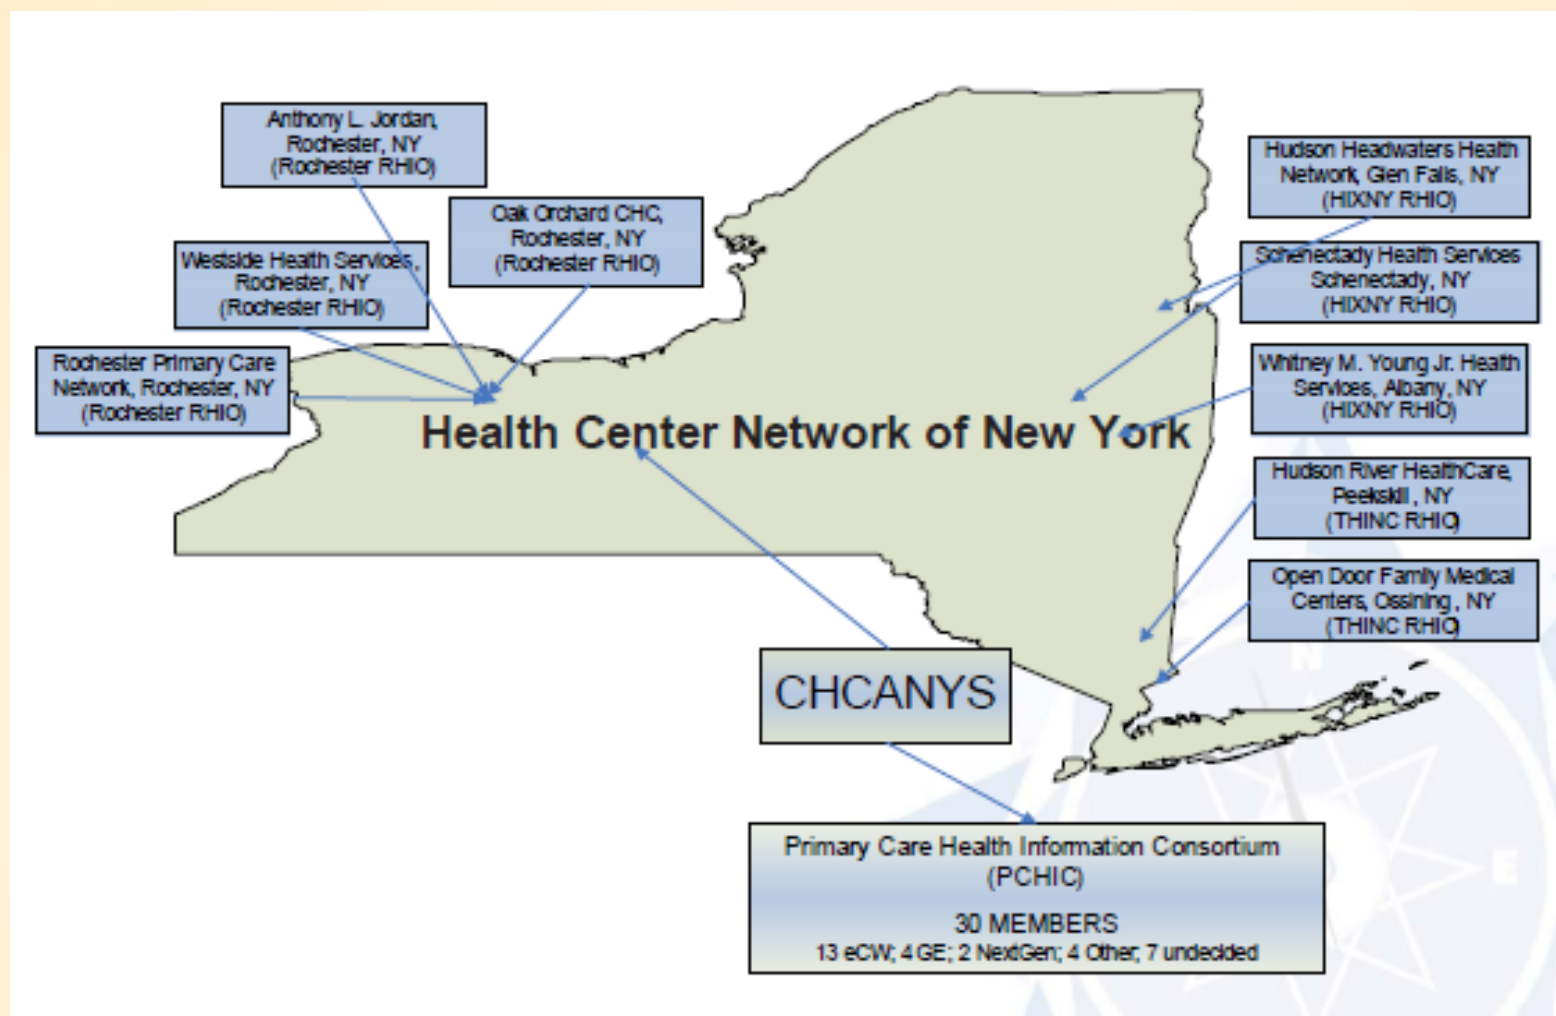 Anthony L. Jordan,
Rochester, NY
(Rochester RHIO)
Oak Orchard CHC,
Rochester, NY
(Rochester RHIO)
Westside Health Services,
Rochester, NY
(Rochester RHIO)
Rochester Primary Care
Network, Rochester, NY
(Rochester RHIO)
Hudson Headwaters Health
Network, Glen Falls, NY
(HIXNY RHIO)
Schenectady Health Services
Schenectady, NY
(HIXNY RHIO)
Whitney M. Young Jr. Health
Services, Albany, NY
(HIXNY RHIO)
Hudson River HealthCare,
Peekskill, NY
(THINC RHIO)
Open Door Family Medical
Centers, Ossining, NY
(THINC RHIO)
Health Center Network of New York
CHCANYS
Primary Care Health Information Consortium
(PCHIC)
30 MEMBERS
13 eCW; 4 GE; 2 NextGen; 4 Other; 7 undecided
N
E